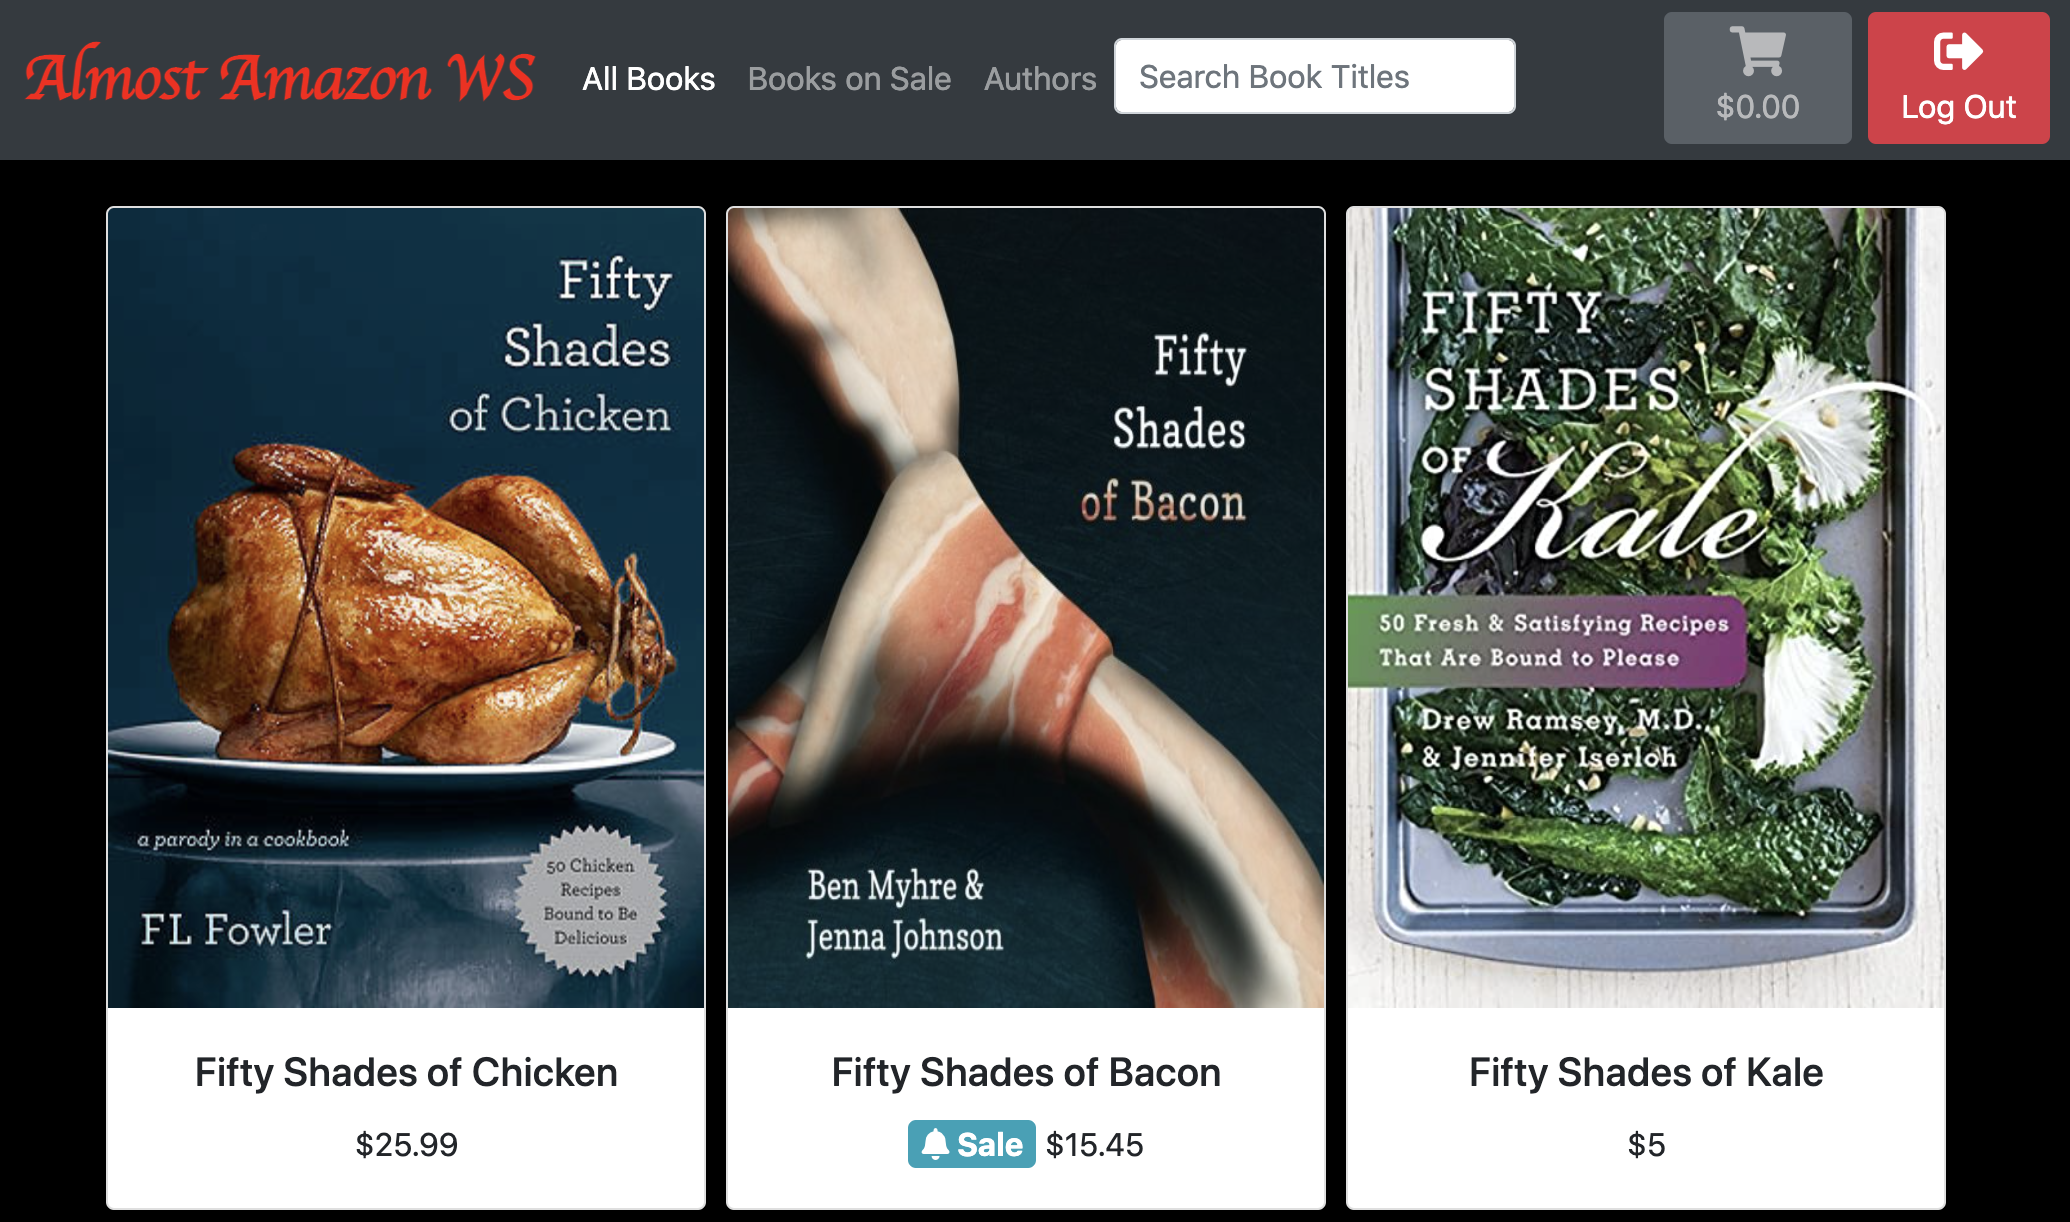 Almost Amazon WS
All Books
Books on Sale
Authors
Search Book Titles
$0.00
Log Out
Fifty
Shades
of Chicken
a parody in a cookbook
50 Chicken
Recipes
Bound to Be
Delicious
FL Fowler
Fifty Shades of Chicken
$25.99
Fifty
Shades
of Bacon
Ben Myhre &
Jenna Johnson
Fifty Shades of Bacon
Sale $15.45
FIFTY
SHADES
OF Kale
50 Fresh & Satisfying Recipes
That Are Bound to Please
Drew Ramsey, M.D.,
& Jennifer Iserloh
Fifty Shades of Kale
$5